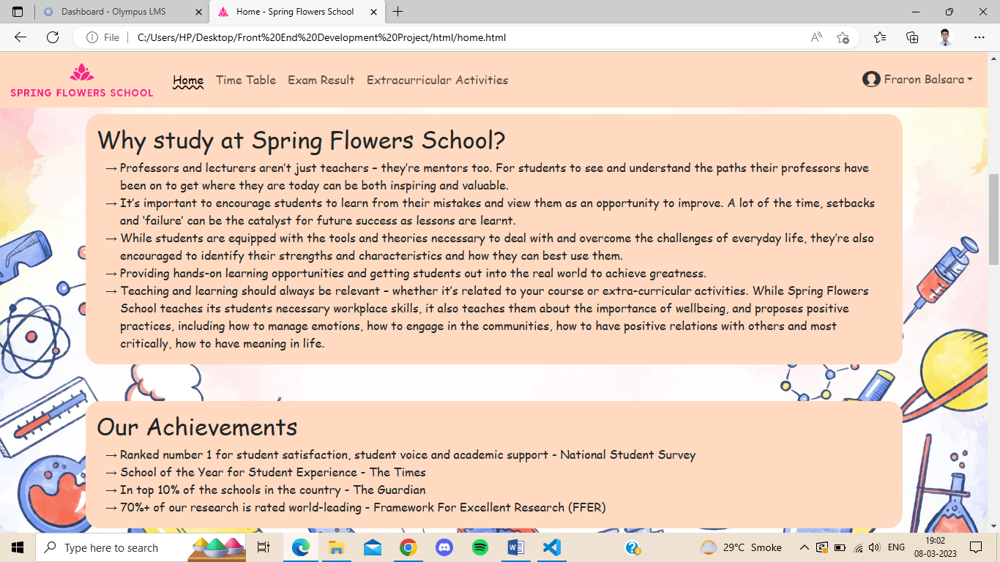 Dashboard - Olympus LMS
Home - Spring Flowers School
File
C:/Users/HP/Desktop/Front%20End%20Development%20Project/html/home.html
SPRING FLOWERS SCHOOL
Home
Time Table
Exam Result
Extracurricular Activities
Fraron Balsara
Why study at Spring Flowers School?
→ Professors and lecturers aren't just teachers – they're mentors too. For students to see and understand the paths their professors have
been on to get where they are today can be both inspiring and valuable.
→ It's important to encourage students to learn from their mistakes and view them as an opportunity to improve. A lot of the time, setbacks
and 'failure' can be the catalyst for future success as lessons are learnt.
→ While students are equipped with the tools and theories necessary to deal with and overcome the challenges of everyday life, they're also
encouraged to identify their strengths and characteristics and how they can best use them.
→ Providing hands-on learning opportunities and getting students out into the real world to achieve greatness.
→ Teaching and learning should always be relevant – whether it's related to your course or extra-curricular activities. While Spring Flowers
School teaches its students necessary workplace skills, it also teaches them about the importance of wellbeing, and proposes positive
practices, including how to manage emotions, how to engage in the communities, how to have positive relations with others and most
critically, how to have meaning in life.
Our Achievements
→ Ranked number 1 for student satisfaction, student voice and academic support - National Student Survey
→ School of the Year for Student Experience - The Times
→ In top 10% of the schools in the country - The Guardian
→ 70%+ of our research is rated world-leading - Framework For Excellent Research (FFER)
Type here to search
29°C Smoke
ENG
19:02
08-03-2023